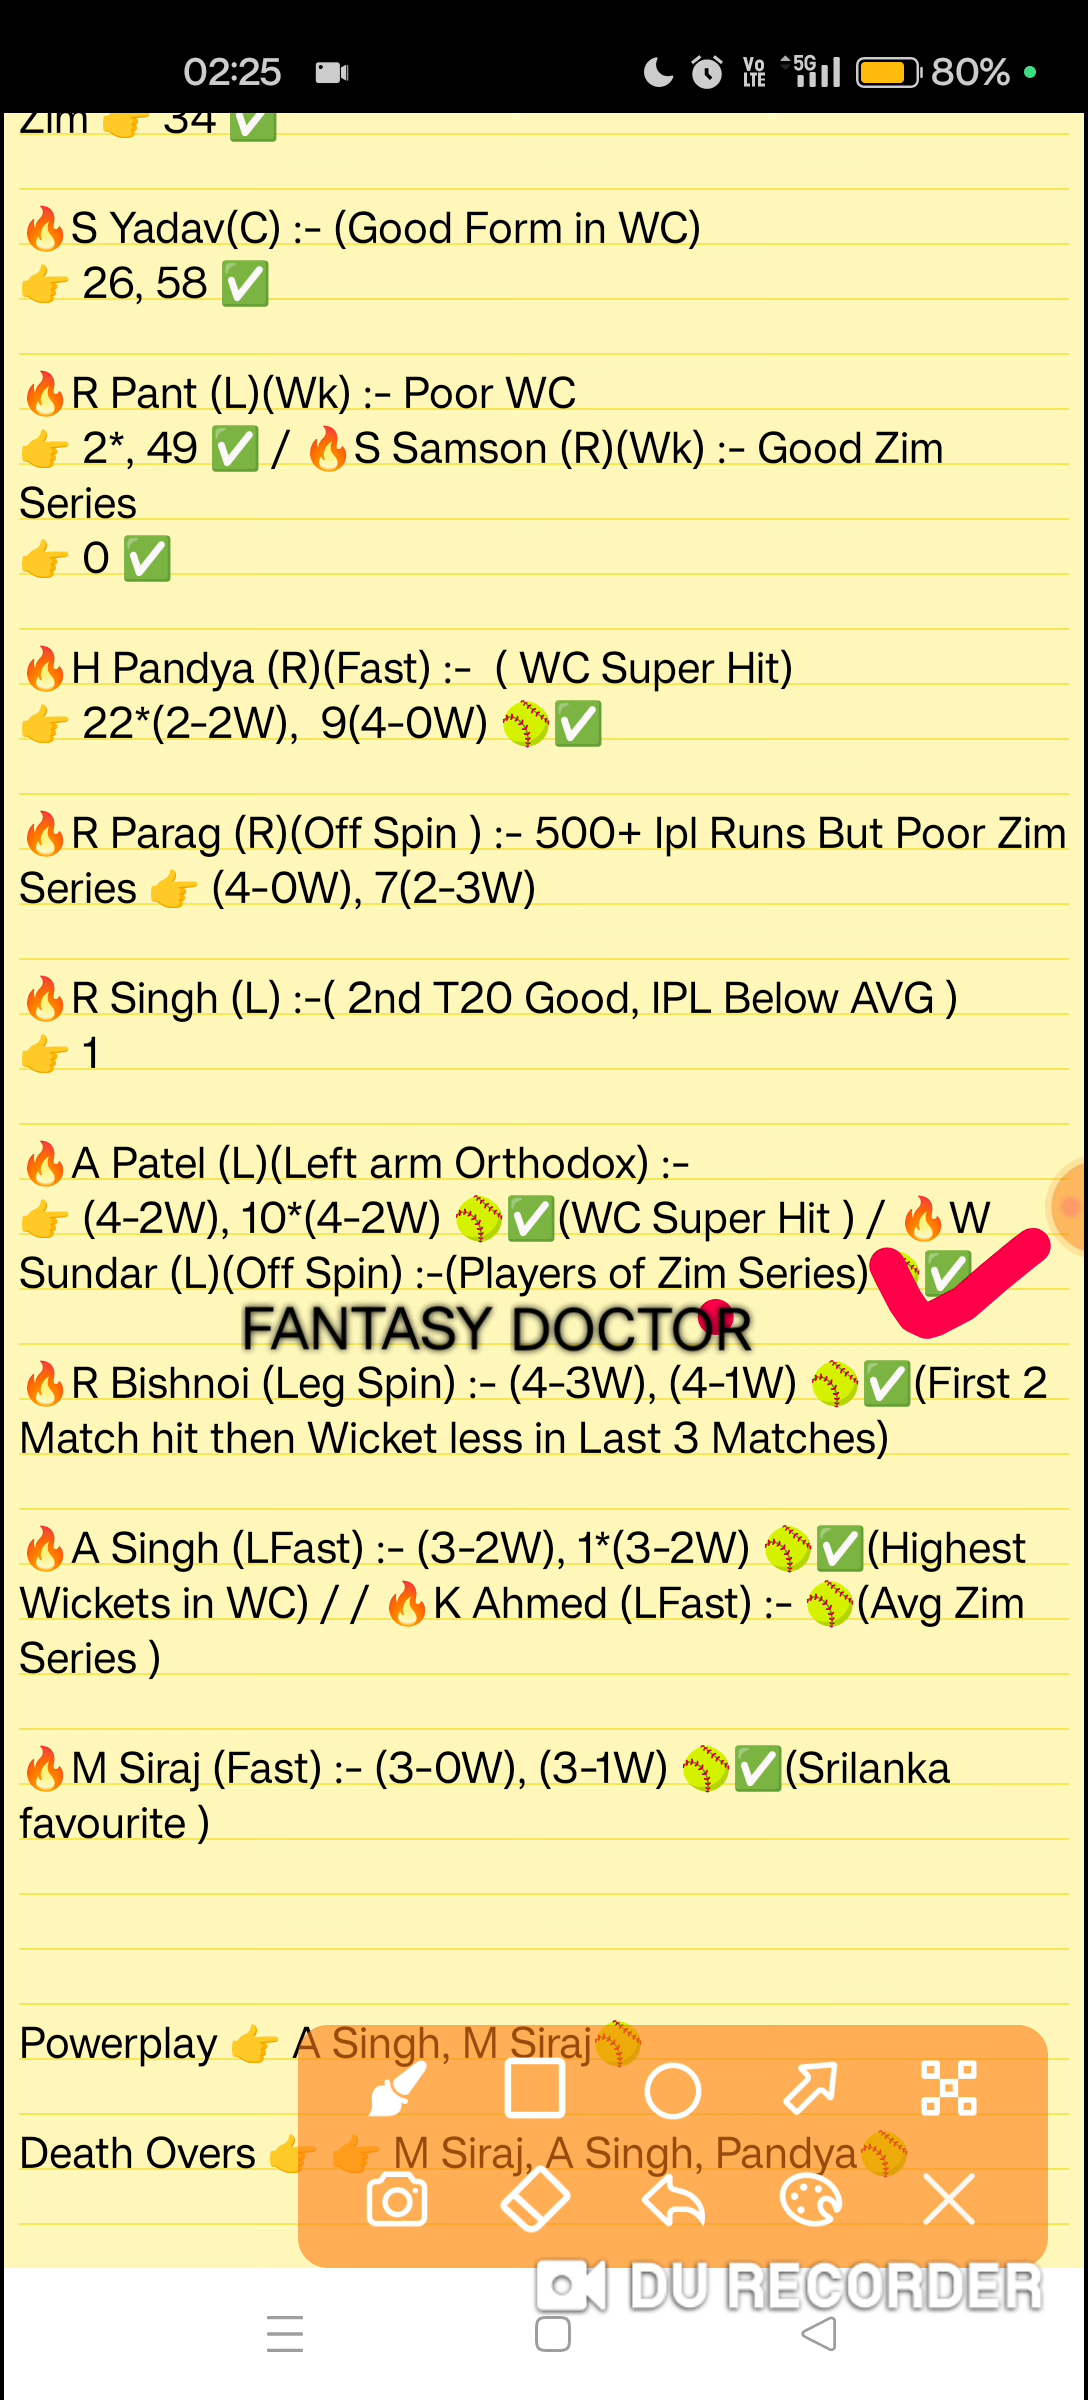 02:25 Vo LTE 5G 80%
Zim 👉 34 ✅
🔥S Yadav(C) :- (Good Form in WC)
👉 26, 58 ✅
🔥R Pant (L)(Wk) :- Poor WC
👉 2*, 49 ✅ / 🔥S Samson (R)(Wk) :- Good Zim
Series
👉 0 ✅
🔥H Pandya (R)(Fast) :-  ( WC Super Hit)
👉 22*(2-2W),  9(4-0W) 🥎✅
🔥R Parag (R)(Off Spin ) :- 500+ Ipl Runs But Poor Zim
Series 👉 (4-0W), 7(2-3W)
🔥R Singh (L) :-( 2nd T20 Good, IPL Below AVG )
👉 1
🔥A Patel (L)(Left arm Orthodox) :-
👉 (4-2W), 10*(4-2W) 🥎✅(WC Super Hit ) / 🔥W
Sundar (L)(Off Spin) :-(Players of Zim Series)🥎✅
FANTASY DOCTOR
🔥R Bishnoi (Leg Spin) :- (4-3W), (4-1W) 🥎✅(First 2
Match hit then Wicket less in Last 3 Matches)
🔥A Singh (LFast) :- (3-2W), 1*(3-2W) 🥎✅(Highest
Wickets in WC) / / 🔥K Ahmed (LFast) :- 🥎(Avg Zim
Series )
🔥M Siraj (Fast) :- (3-0W), (3-1W) 🥎✅(Srilanka
favourite )
Powerplay 👉 A Singh, M Siraj🥎
Death Overs 👉 👉 M Siraj, A Singh, Pandya🥎
DU RECORDER